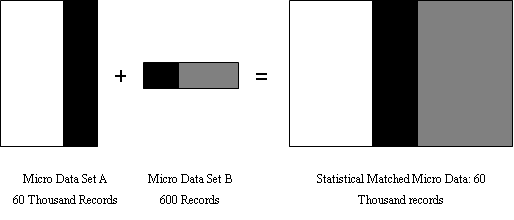 + =
Micro Data Set A
60 Thousand Records
Micro Data Set B
600 Records
Statistical Matched Micro Data: 60
Thousand records